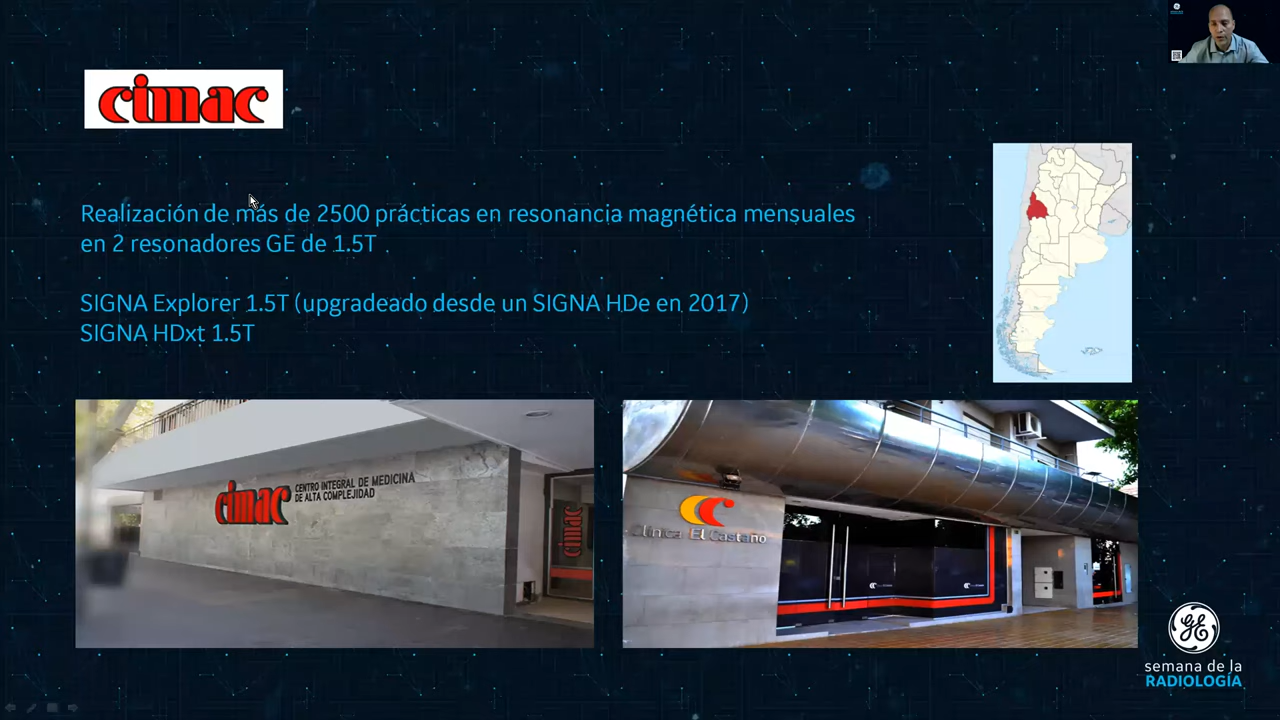 cimac
Realización de más de 2500 prácticas en resonancia magnética mensuales
en 2 resonadores GE de 1.5T
SIGNA Explorer 1.5T (upgradeado desde un SIGNA HDe en 2017)
SIGNA HDxt 1.5T
cimac
CENTRO INTEGRAL DE MEDICINA
DE ALTA COMPLEJIDAD
cimac
Clínica El Castaño
GE
semana de la
RADIOLOGÍA